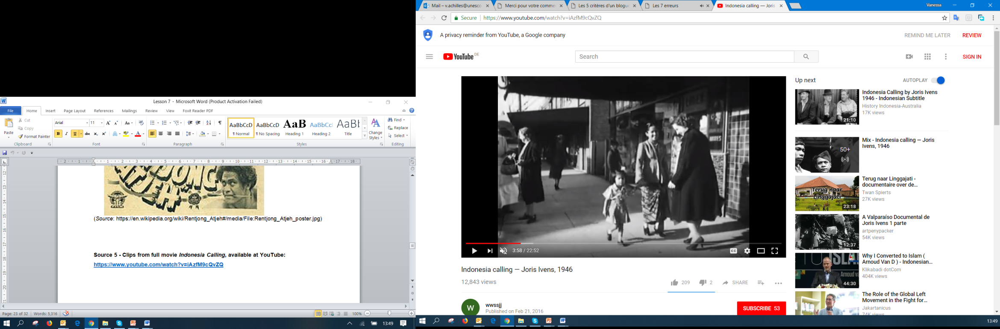 Lesson 7 - Microsoft Word (Product Activation Failed)
File Home Insert Page Layout References Mailings Review View Foxit Reader PDF
Cut
Copy
Format Painter
Paste
Clipboard
Arial 11
Font
Paragraph
AaBbCcD AaBbCcD AaB AaBbCc AaB
¶ Normal ¶ No Spacing Heading 1 Heading 2 Title
Change Styles
Styles
Find
Replace
Select
Editing
JONG
TJEH
(Source: https://en.wikipedia.org/wiki/Rentjong_Atjeh#/media/File:Rentjong_Atjeh_poster.jpg)
Source 5 - Clips from full movie Indonesia Calling, available at YouTube:
https://www.youtube.com/watch?v=iAzfM9cQvZQ
Page: 23 of 32 Words: 5,316 100%
13:49
Mail – v.achilles@unesco Merci pour votre comme Les 5 critères d'un blogue Les 7 erreurs Indonesia calling — Joris Vanessa
Secure https://www.youtube.com/watch?v=iAzfM9cQvZQ
A privacy reminder from YouTube, a Google company REMIND ME LATER REVIEW
YouTube DE Search SIGN IN
3:58 / 22:52
Indonesia calling — Joris Ivens, 1946
12,843 views 209 2 SHARE
W wwssjj
Published on Feb 21, 2016
SUBSCRIBE 53
Up next AUTOPLAY
21:10
Indonesia Calling by Joris Ivens
1946 - Indonesian Subtitle
History Indonesia-Australia
17K views
50+
Mix - Indonesia calling — Joris
Ivens, 1946
Terug naar
Linggajati
23:18
Terug naar Linggajati -
documentaire over de...
Twan Spierts
27K views
12:37
A Valparaíso Documental de
Joris Ivens 1 parte
artpenypacker
54K views
Arnoud va
44:30
Why I Converted to Islam (
Arnoud Van D ) - Indonesian...
Klikabadi dotCom
404K views
The Role of the Global Left
Movement in the Fight for...
Jakartanicus
74K views
13:49